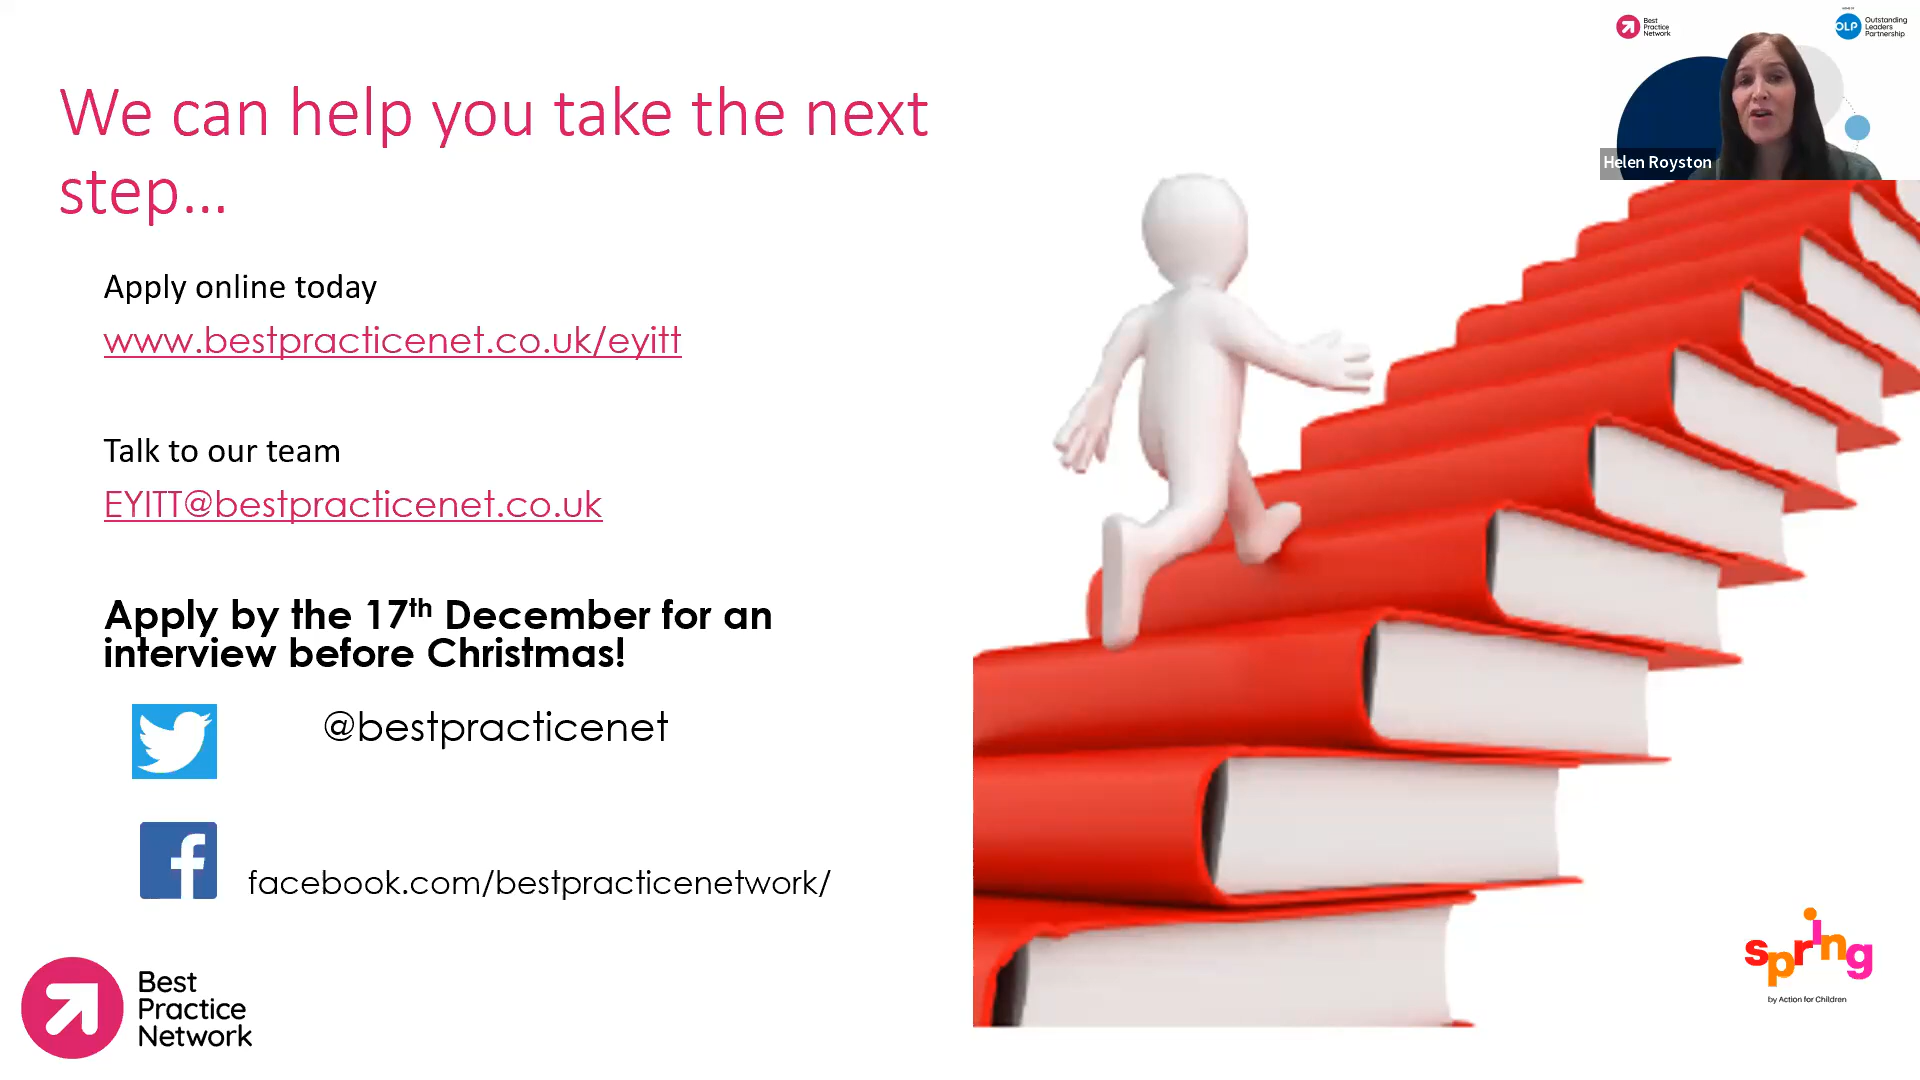 We can help you take the next
step...
Apply online today
www.bestpracticenet.co.uk/eyitt
Talk to our team
EYITT@bestpracticenet.co.uk
Apply by the 17th December for an
interview before Christmas!
@bestpracticenet
facebook.com/bestpracticenetwork/
Best
Practice
Network
Best
Practice
Network
OLP
Outstanding
Leaders
Partnership
Helen Royston
spring
by Action for Children